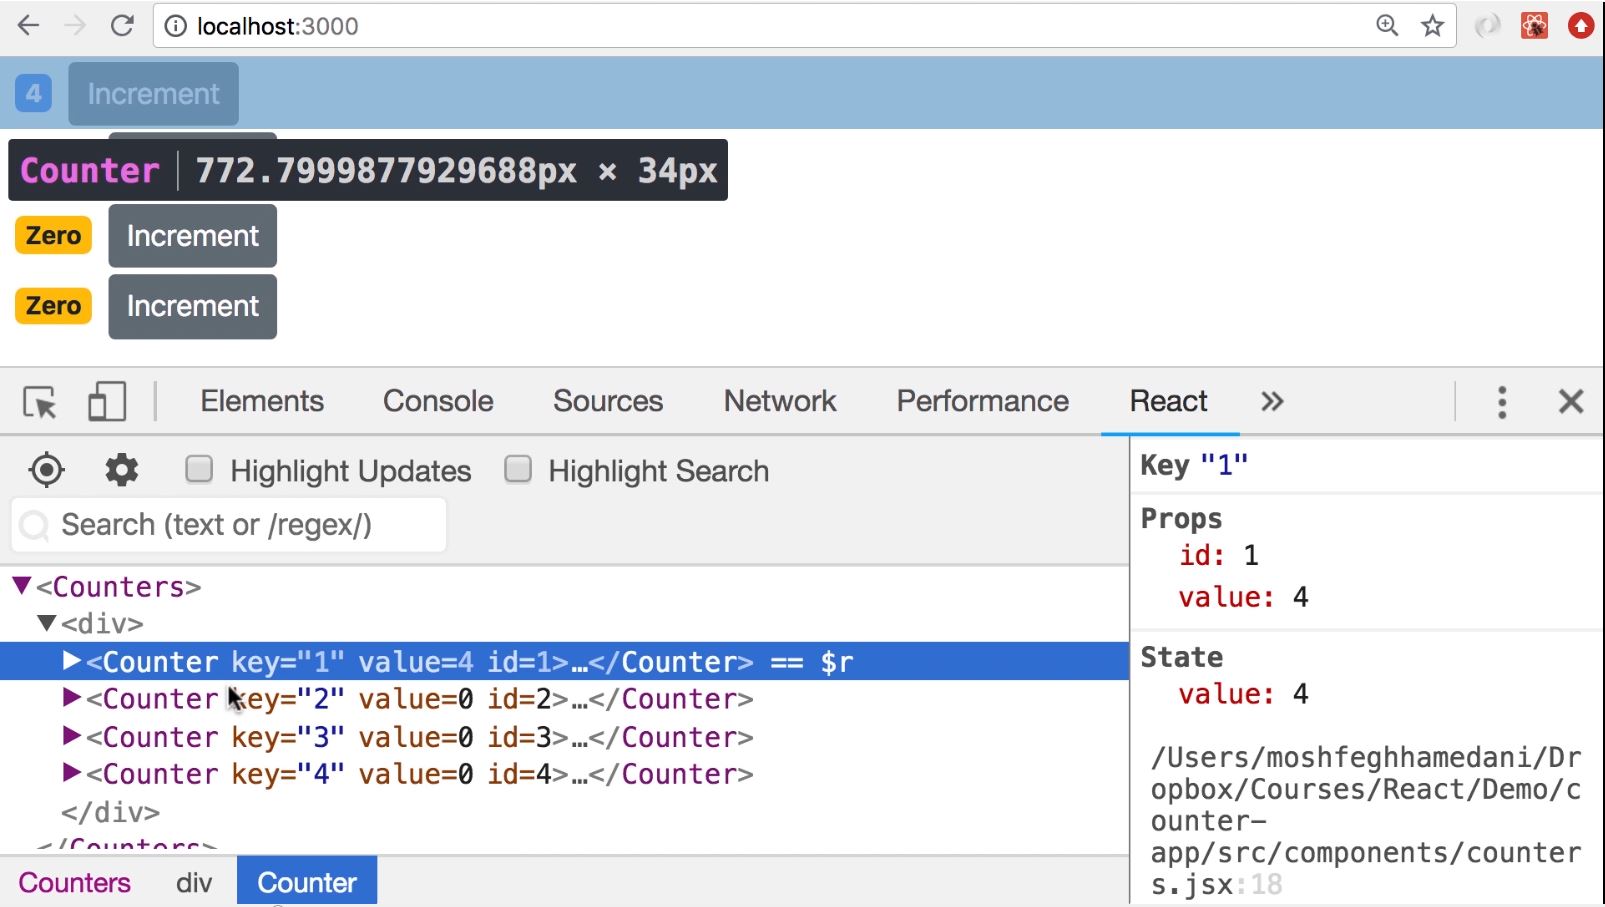 localhost:3000
4 Increment
Counter 772.7999877929688px × 34px
Zero Increment
Zero Increment
Elements Console Sources Network Performance React »
Highlight Updates Highlight Search
Search (text or /regex/)
▼<Counters>
▼<div>
▶<Counter key="1" value=4 id=1>…</Counter> == $r
▶<Counter key="2" value=0 id=2>…</Counter>
▶<Counter key="3" value=0 id=3>…</Counter>
▶<Counter key="4" value=0 id=4>…</Counter>
</div>
</Counters>
Counters div Counter
Key "1"
Props
id: 1
value: 4
State
value: 4
/Users/moshfeghhamedani/Dr
opbox/Courses/React/Demo/c
ounter-
app/src/components/counter
s.jsx:18